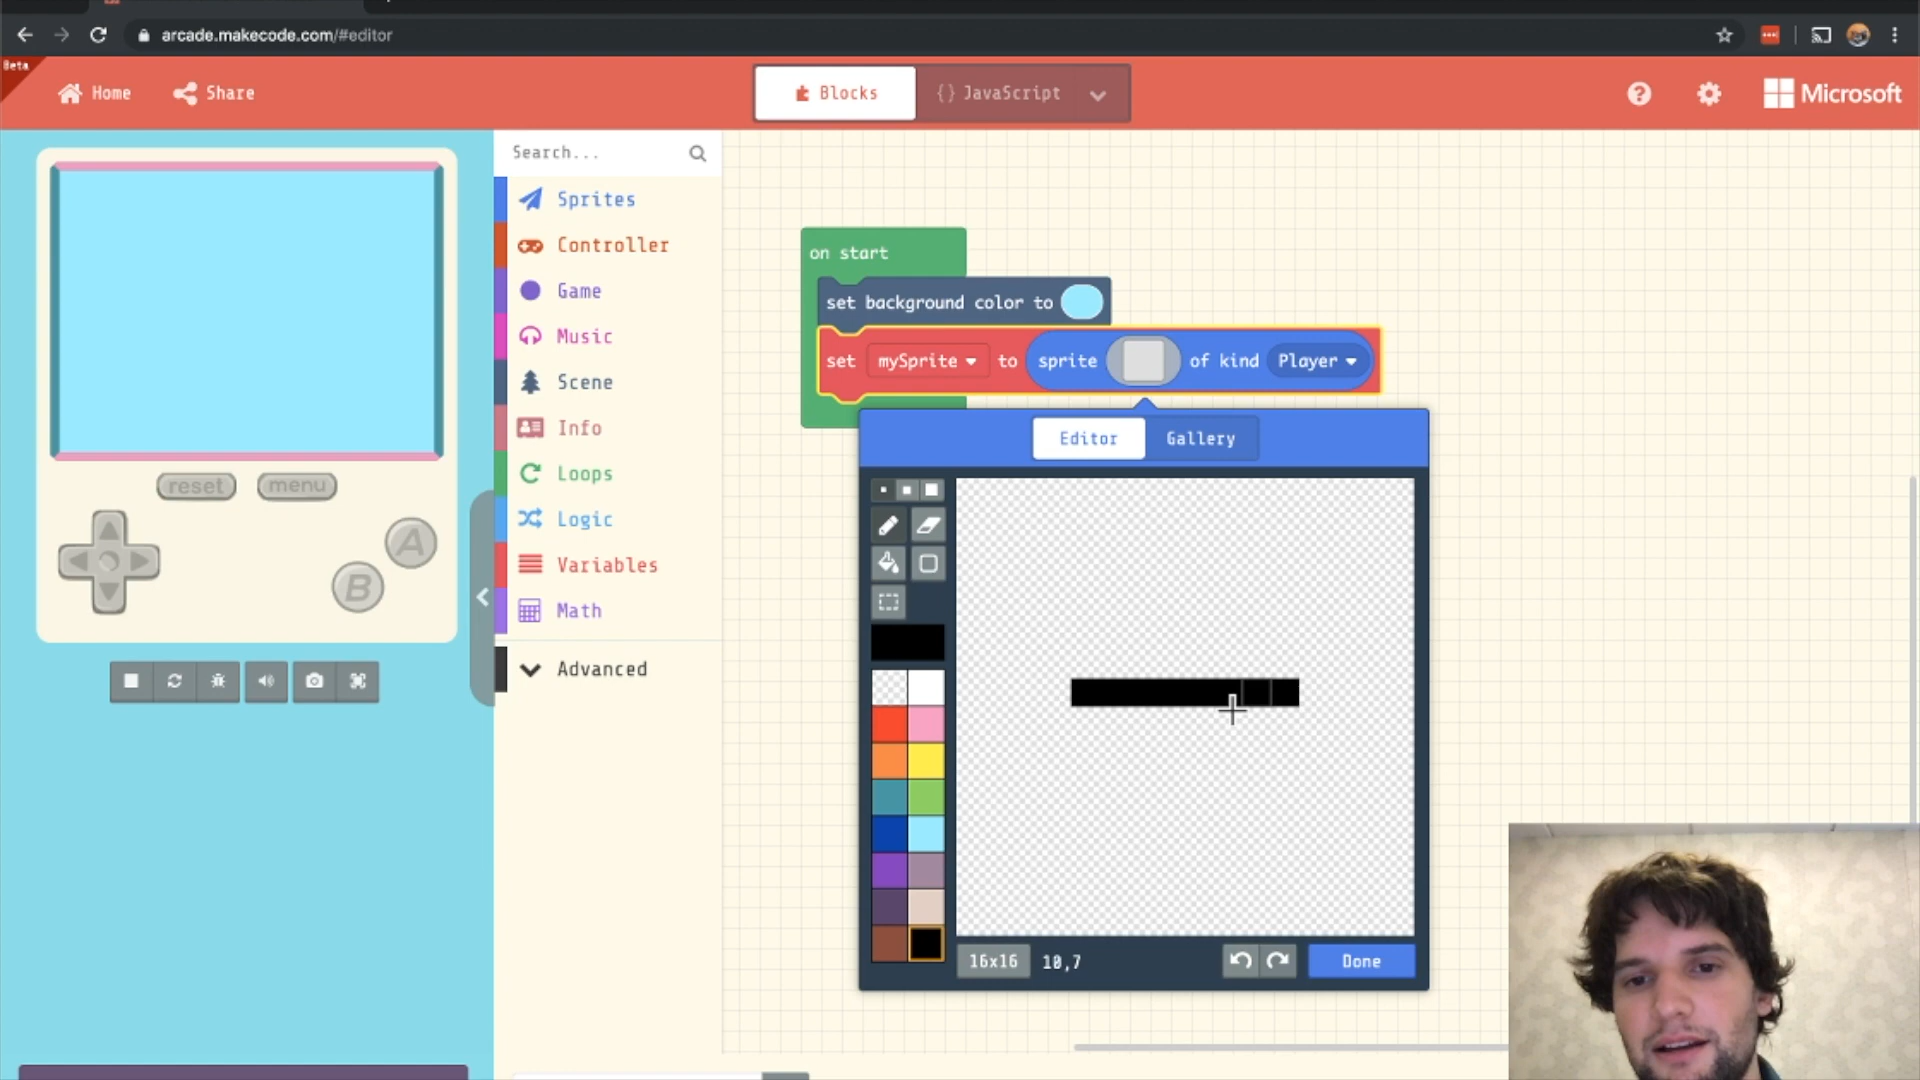 arcade.makecode.com/#editor
Beta
Home
Share
Blocks
{} JavaScript
Microsoft
Search...
Sprites
Controller
Game
Music
Scene
Info
Loops
Logic
Variables
Math
Advanced
reset
menu
A
B
on start
set background color to
set mySprite to sprite of kind Player
Editor
Gallery
16x16
10,7
Done